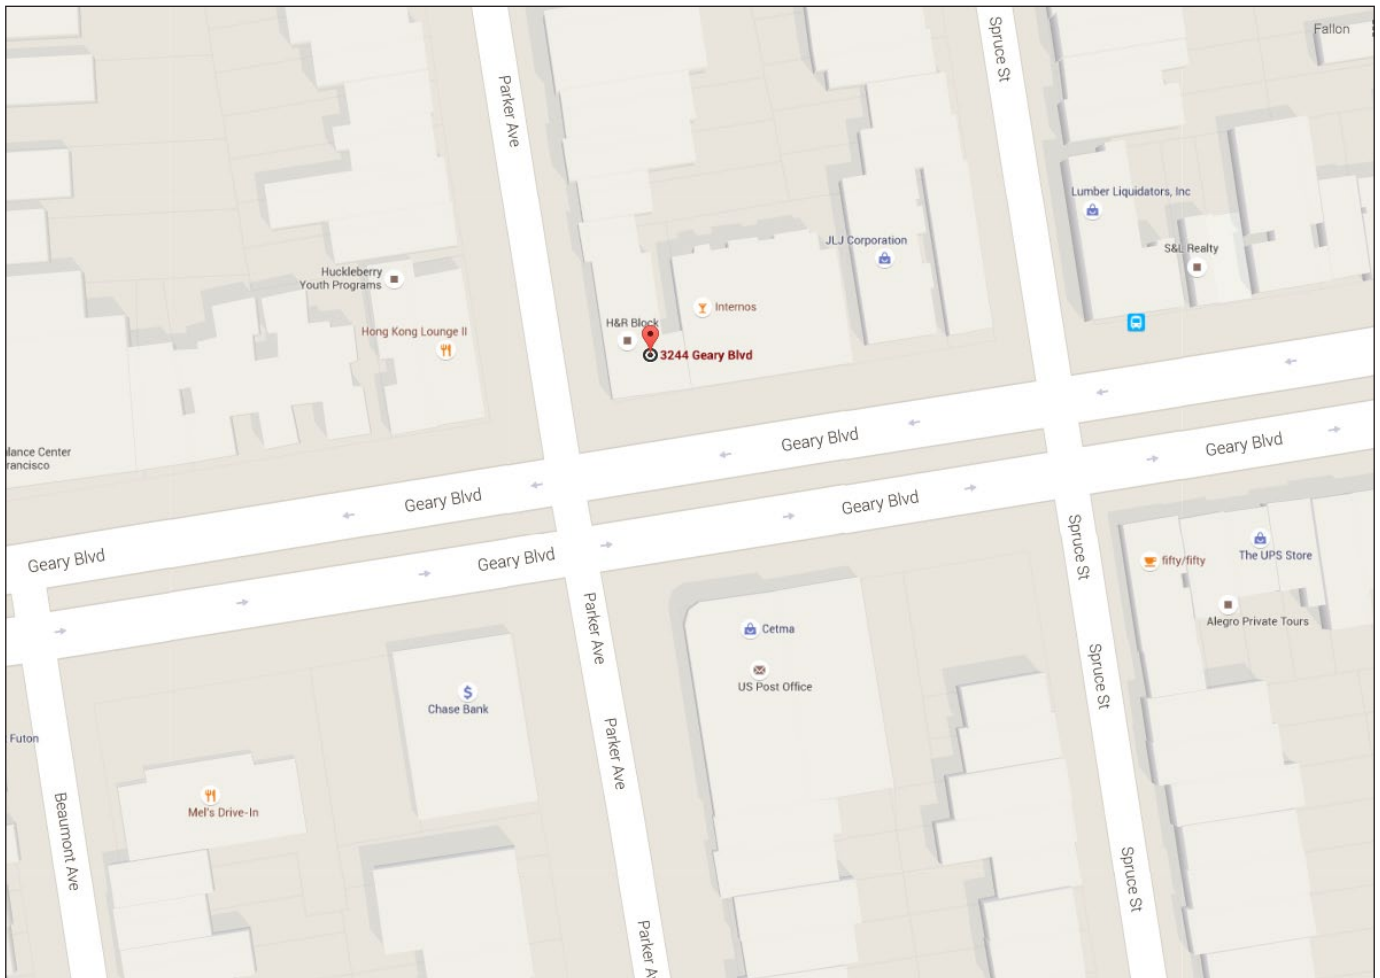 Fallon
Spruce St
Parker Ave
Lumber Liquidators, Inc
JLJ Corporation
S&L Realty
Huckleberry
Youth Programs
Internos
H&R Block
Hong Kong Lounge II
3244 Geary Blvd
Geary Blvd
Geary Blvd
lance Center
rancisco
Geary Blvd
Geary Blvd
Geary Blvd
Geary Blvd
Spruce St
The UPS Store
fifty/fifty
Parker Ave
Alegro Private Tours
Cetma
US Post Office
Spruce St
Chase Bank
Futon
Parker Ave
Mel's Drive-In
Beaumont Ave
Spruce St
Parker A